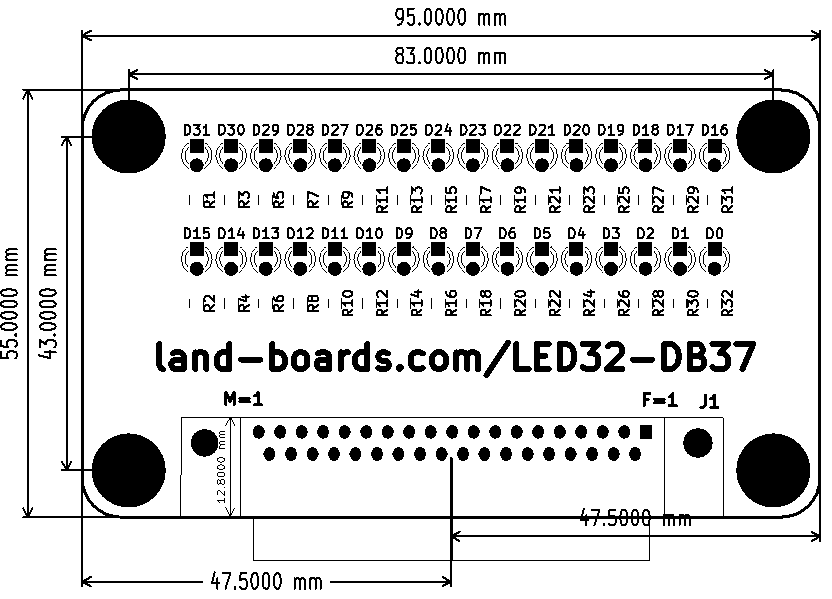 95.0000 mm
83.0000 mm
D31 D30 D29 D28 D27 D26 D25 D24 D23 D22 D21 D20 D19 D18 D17 D16
R1 R3 R5 R7 R9 R11 R13 R15 R17 R19 R21 R23 R25 R27 R29 R31
D15 D14 D13 D12 D11 D10 D9 D8 D7 D6 D5 D4 D3 D2 D1 D0
55.0000 mm
43.0000 mm
R2 R4 R6 R8 R10 R12 R14 R16 R18 R20 R22 R24 R26 R28 R30 R32
land-boards.com/LED32-DB37
M=1 F=1 J1
12.8000 mm
47.5000 mm
47.5000 mm